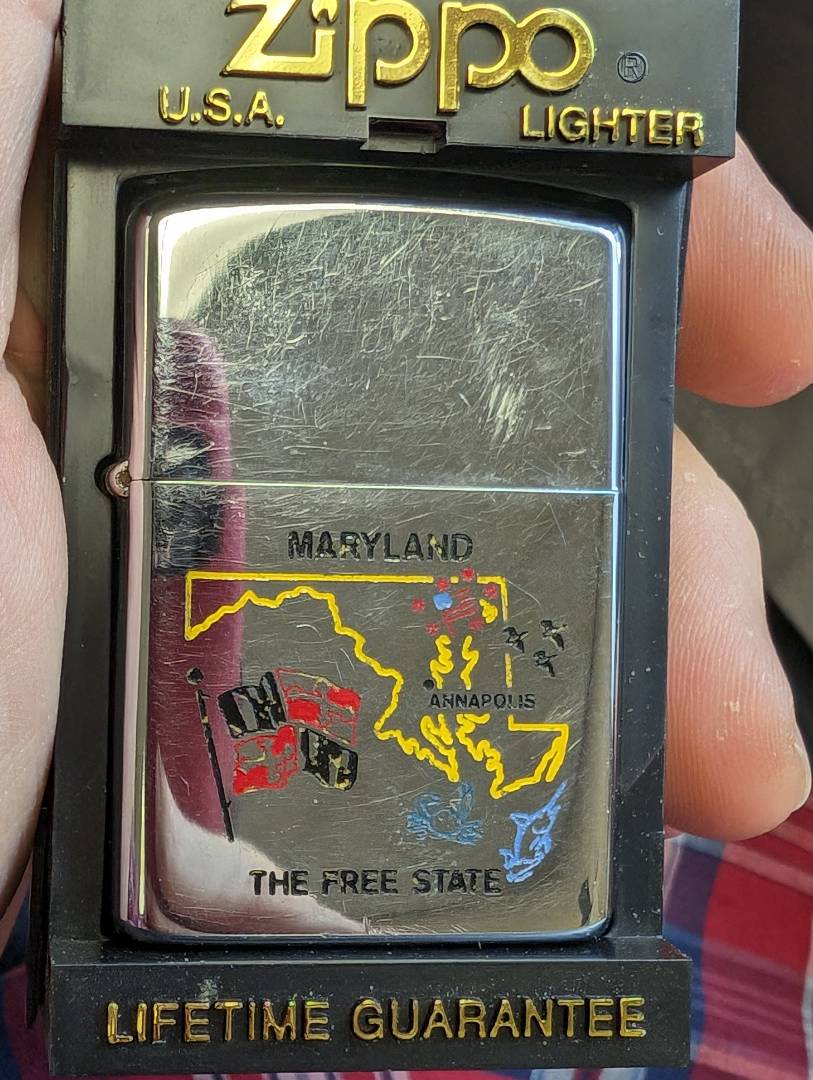 Zippo ®
U.S.A. LIGHTER
MARYLAND
ANNAPOLIS
THE FREE STATE
LIFETIME GUARANTEE